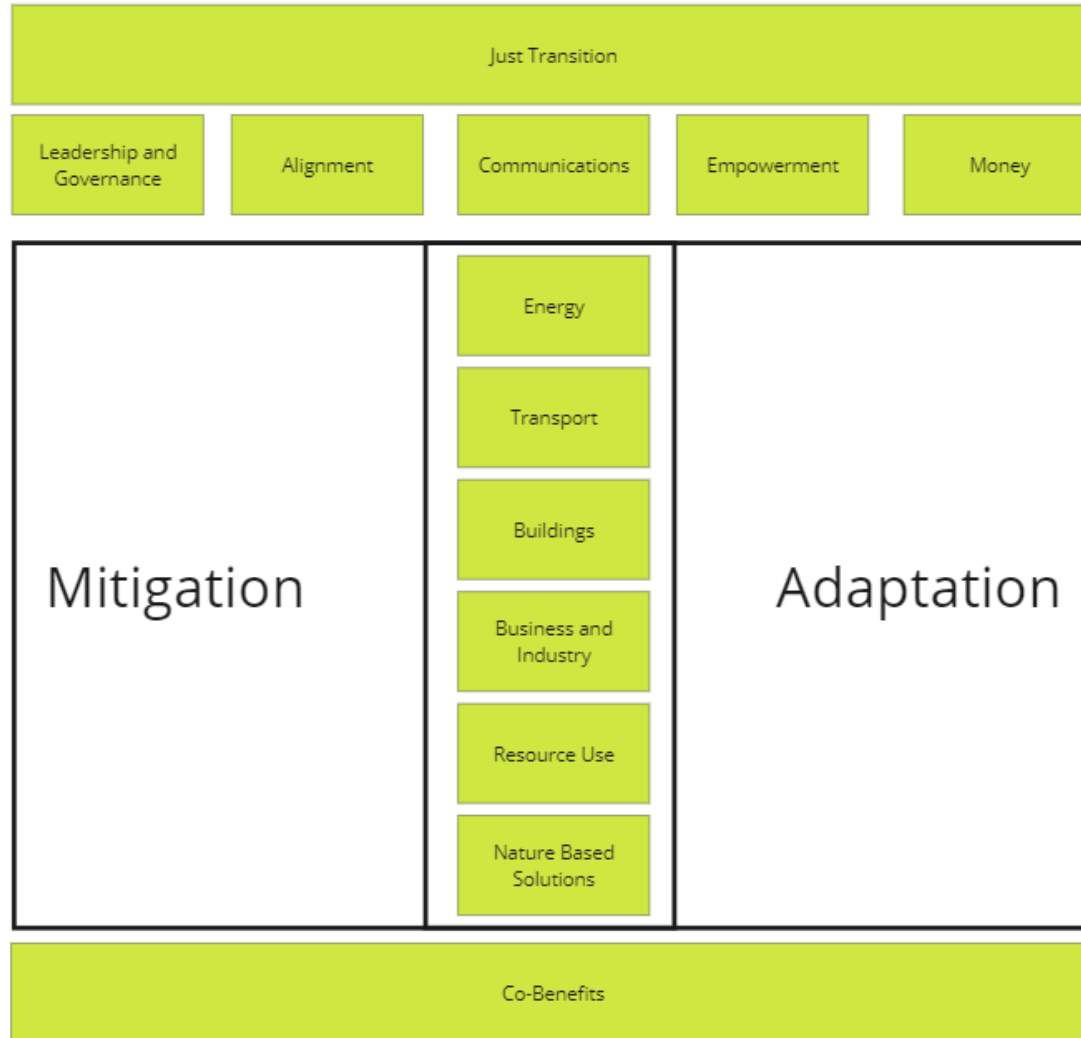 Just Transition
Leadership and
Governance
Alignment
Communications
Empowerment
Money
Energy
Transport
Buildings
Mitigation
Adaptation
Business and
Industry
Resource Use
Nature Based
Solutions
Co-Benefits